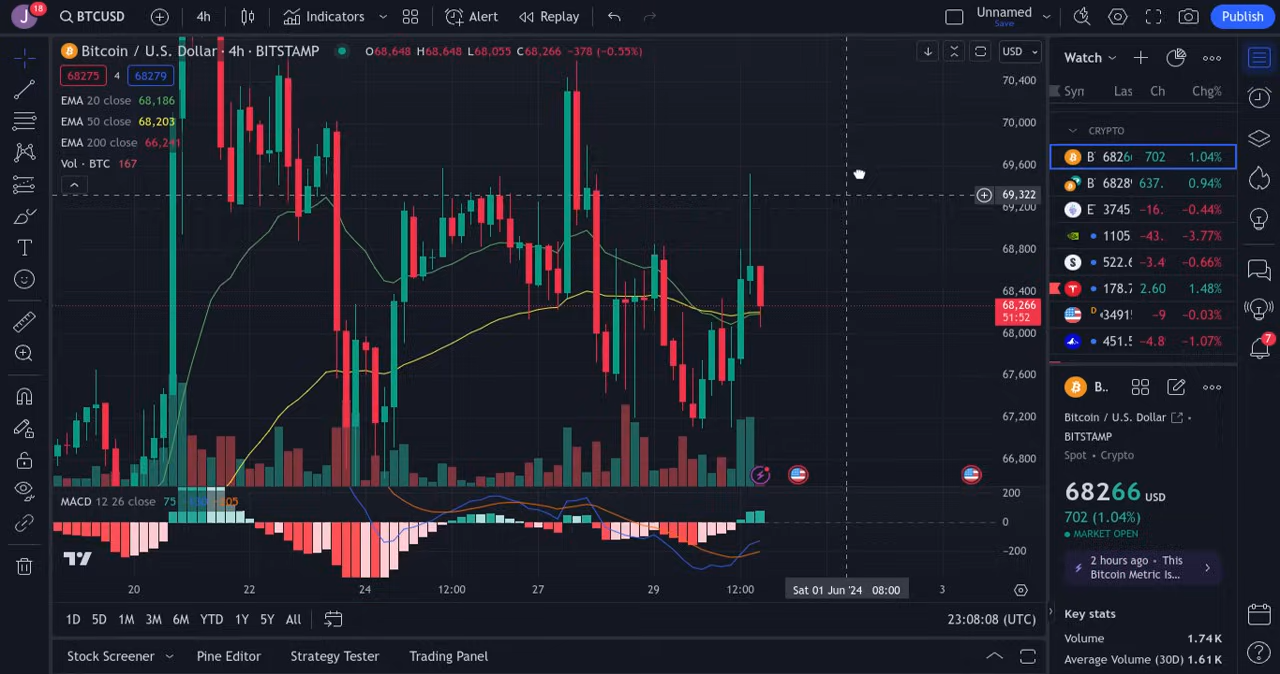 J 18 BTCUSD 4h Indicators Alert Replay Unnamed Save Publish
Bitcoin / U.S. Dollar · 4h · BITSTAMP O68,648 H68,648 L68,055 C68,266 −378 (−0.55%)
68275 4 68279
EMA 20 close 68,186
EMA 50 close 68,203
EMA 200 close 66,241
Vol · BTC 167
USD
70,400
70,000
69,600
69,322
69,200
68,800
68,400
68,266
51:52
68,000
67,600
67,200
66,800
MACD 12 26 close 75
200
0
−200
20 22 24 12:00 27 29 12:00 Sat 01 Jun '24 08:00 3
1D 5D 1M 3M 6M YTD 1Y 5Y All 23:08:08 (UTC)
Stock Screener Pine Editor Strategy Tester Trading Panel
Watch
Syn Las Ch Chg%
CRYPTO
B 6826 702 1.04%
B 6828 637. 0.94%
E 3745 −16. −0.44%
1105 −43. −3.77%
S 522.6 −3.4 −0.66%
T 178.7 2.60 1.48%
D 3491 −9 −0.03%
451.5 −4.8 −1.07%
7
B..
Bitcoin / U.S. Dollar •
BITSTAMP
Spot • Crypto
68266 USD
702 (1.04%)
MARKET OPEN
2 hours ago • This
Bitcoin Metric Is...
Key stats
Volume 1.74K
Average Volume (30D) 1.61K